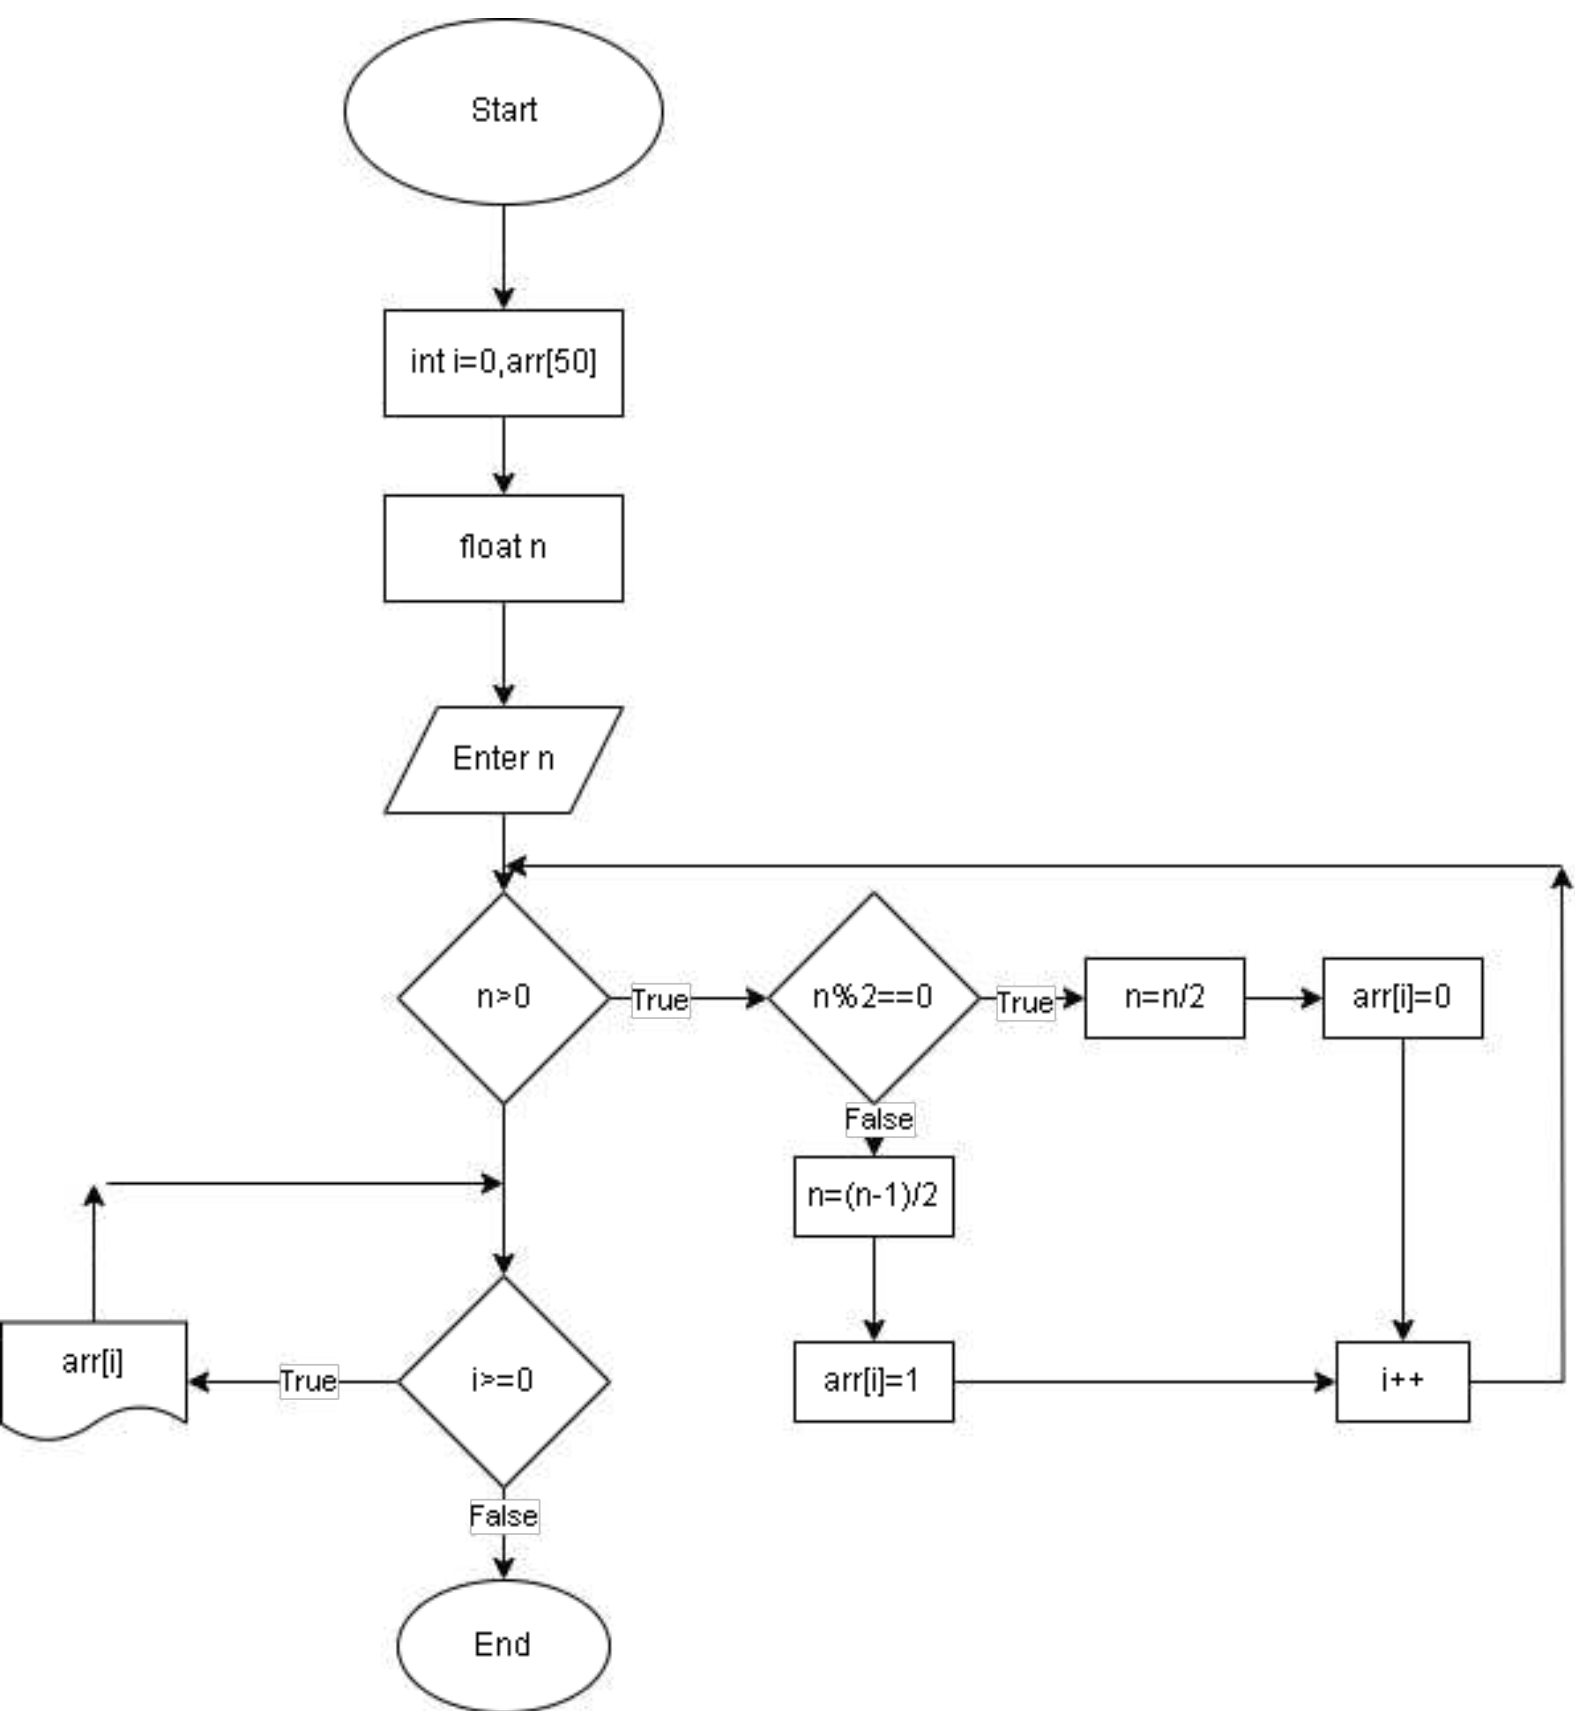 Start
int i=0,arr[50]
float n
Enter n
n>0
True
n%2==0
True
n=n/2
arr[i]=0
False
n=(n-1)/2
arr[i]=1
i++
i>=0
True
arr[i]
False
End